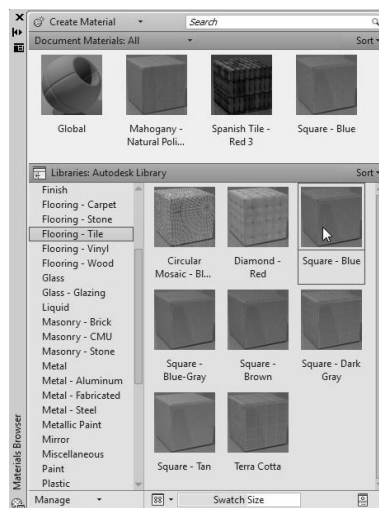 Create Material
Search
Document Materials: All
Sort
Global
Mahogany -
Natural Poli...
Spanish Tile -
Red 3
Square - Blue
Libraries: Autodesk Library
Sort
Finish
Flooring - Carpet
Flooring - Stone
Flooring - Tile
Flooring - Vinyl
Flooring - Wood
Glass
Glass - Glazing
Liquid
Masonry - Brick
Masonry - CMU
Masonry - Stone
Metal
Metal - Aluminum
Metal - Fabricated
Metal - Steel
Metallic Paint
Mirror
Miscellaneous
Paint
Plastic
Circular
Mosaic - Bl...
Diamond -
Red
Square - Blue
Square -
Blue-Gray
Square -
Brown
Square - Dark
Gray
Square - Tan
Terra Cotta
Materials Browser
Manage
Swatch Size